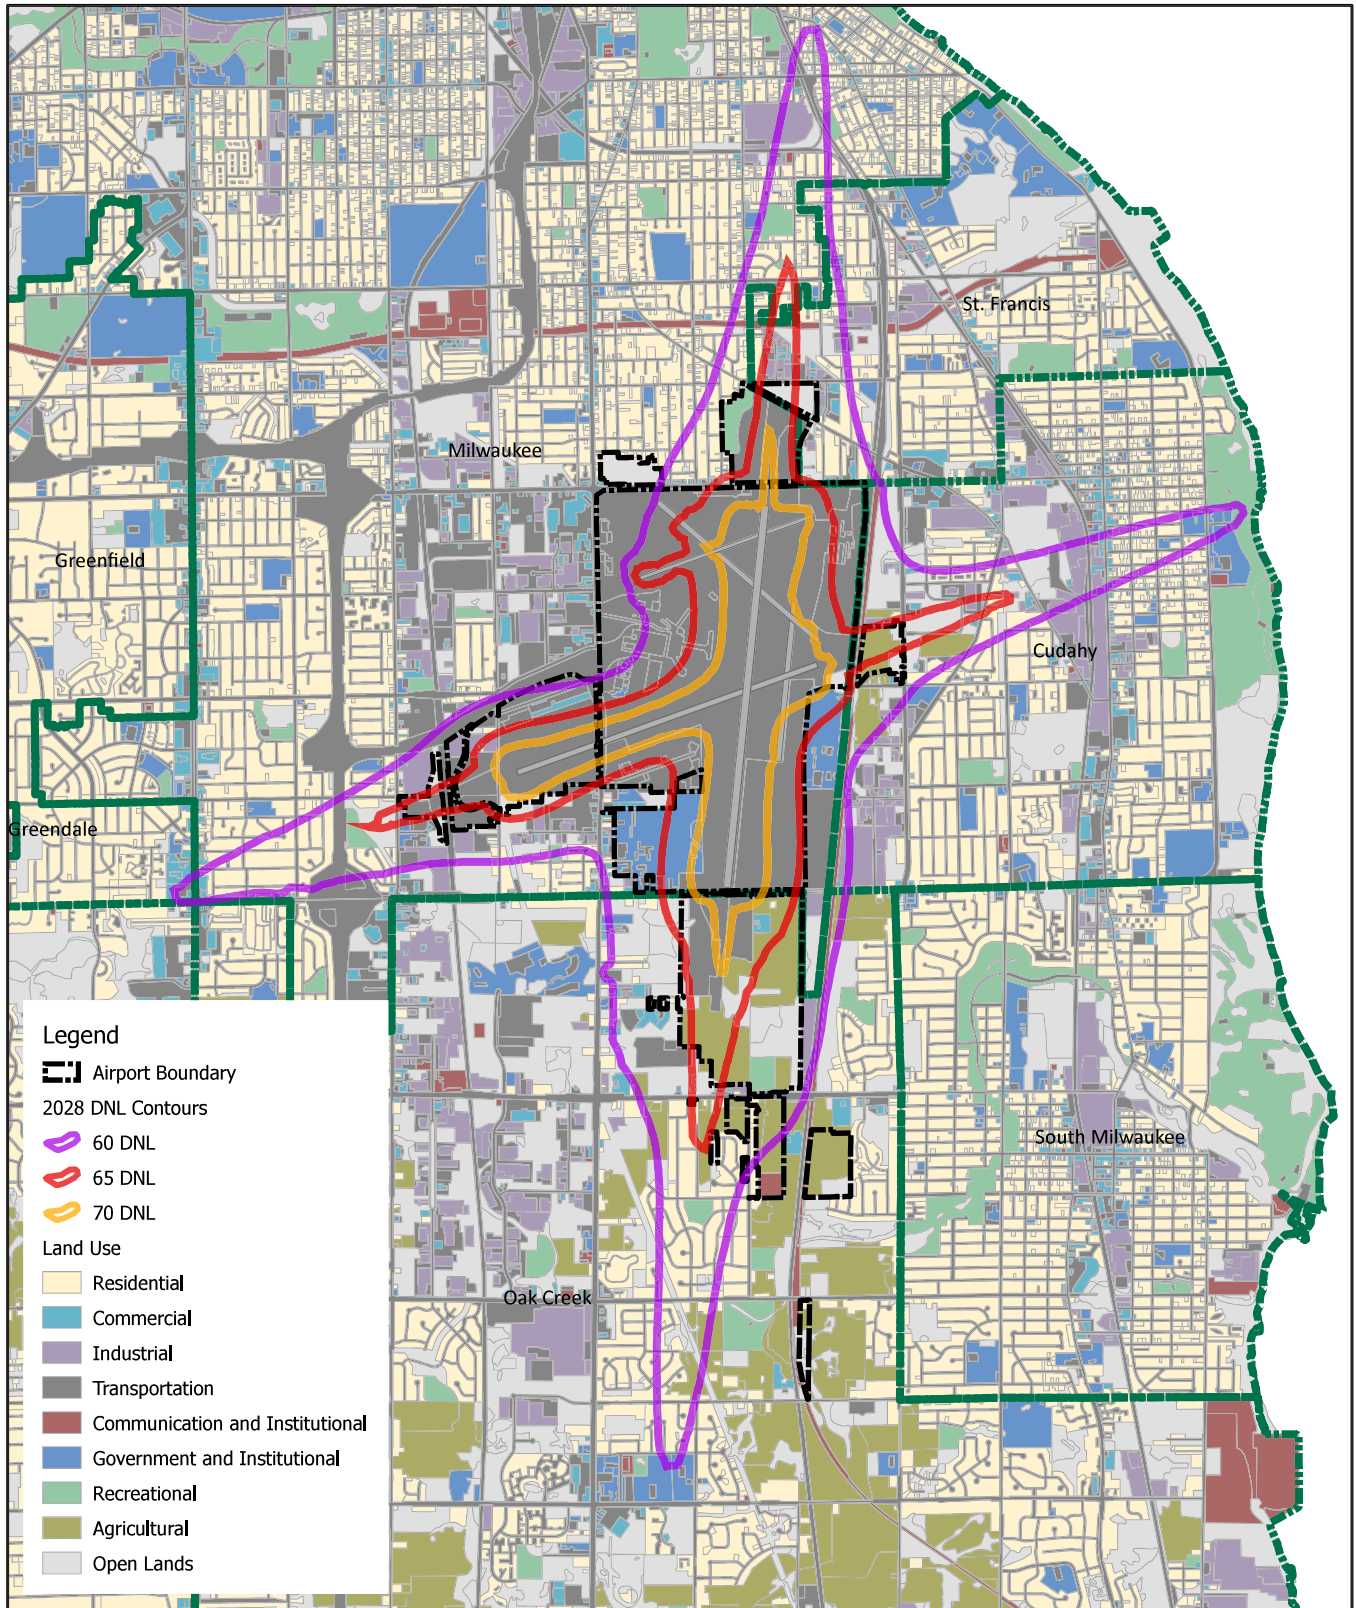 St. Francis
Milwaukee
Greenfield
Cudahy
Greendale
South Milwaukee
Oak Creek
Legend
Airport Boundary
2028 DNL Contours
60 DNL
65 DNL
70 DNL
Land Use
Residential
Commercial
Industrial
Transportation
Communication and Institutional
Government and Institutional
Recreational
Agricultural
Open Lands